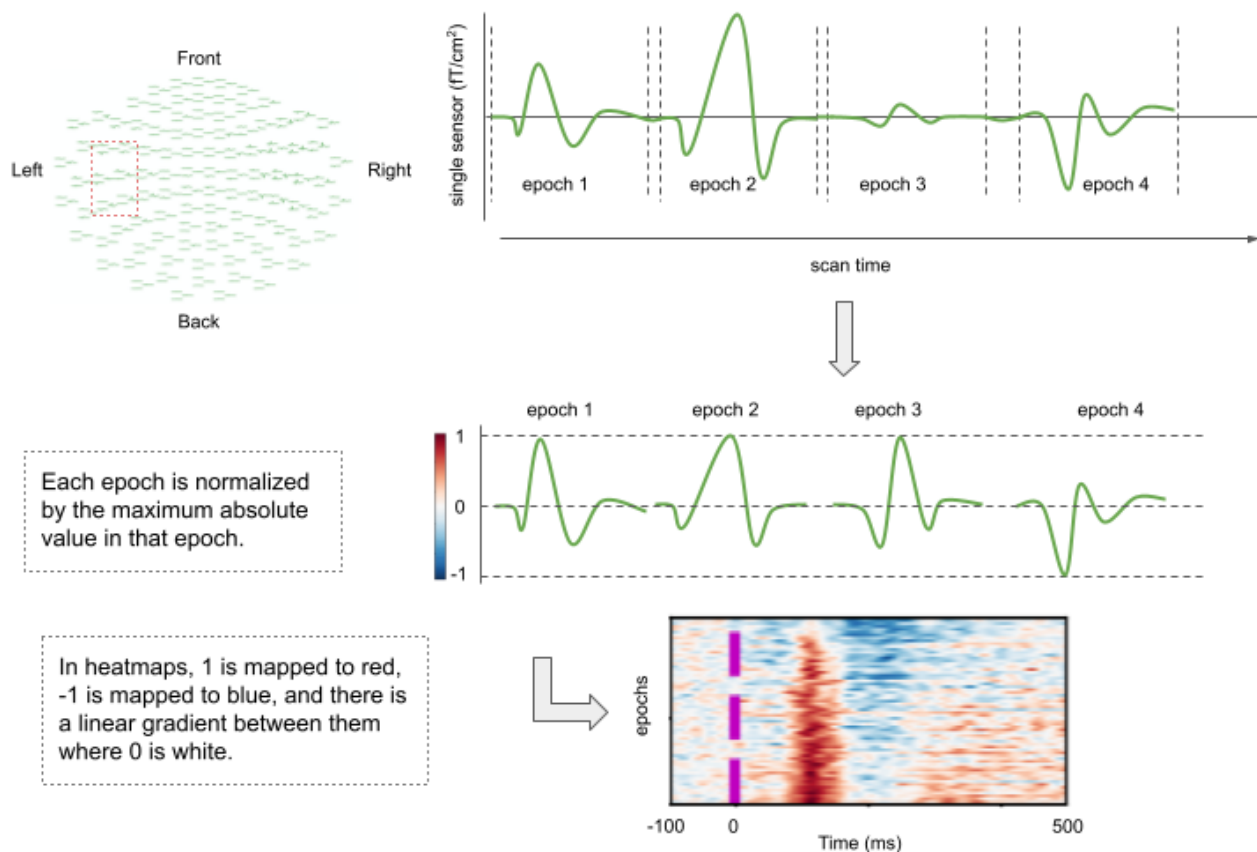 Front
Left
Right
Back
single sensor (fT/cm²)
epoch 1
epoch 2
epoch 3
epoch 4
scan time
epoch 1
epoch 2
epoch 3
epoch 4
1
0
-1
Each epoch is normalized
by the maximum absolute
value in that epoch.
In heatmaps, 1 is mapped to red,
-1 is mapped to blue, and there is
a linear gradient between them
where 0 is white.
epochs
-100
0
500
Time (ms)